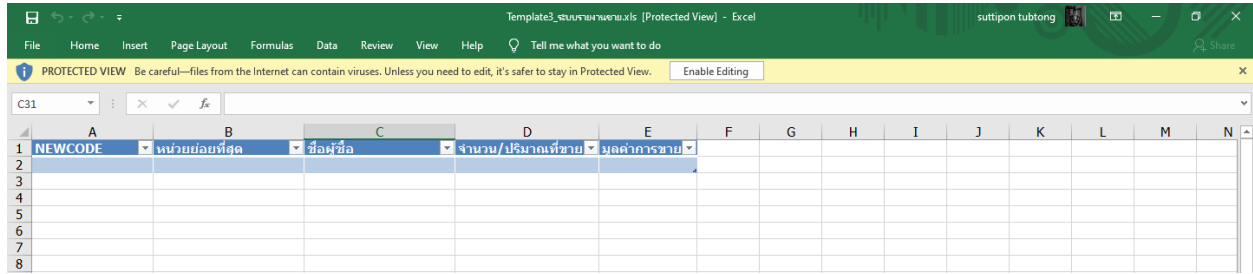 Template3_ระบบรายงานขาย.xls [Protected View] - Excel
suttipon tubtong
File Home Insert Page Layout Formulas Data Review View Help Tell me what you want to do Share
PROTECTED VIEW Be careful—files from the Internet can contain viruses. Unless you need to edit, it's safer to stay in Protected View. Enable Editing
C31 fx
A B C D E F G H I J K L M N
1 NEWCODE หน่วยย่อยที่สุด ชื่อผู้ซื้อ จำนวน/ปริมาณที่ขาย มูลค่าการขาย
2
3
4
5
6
7
8